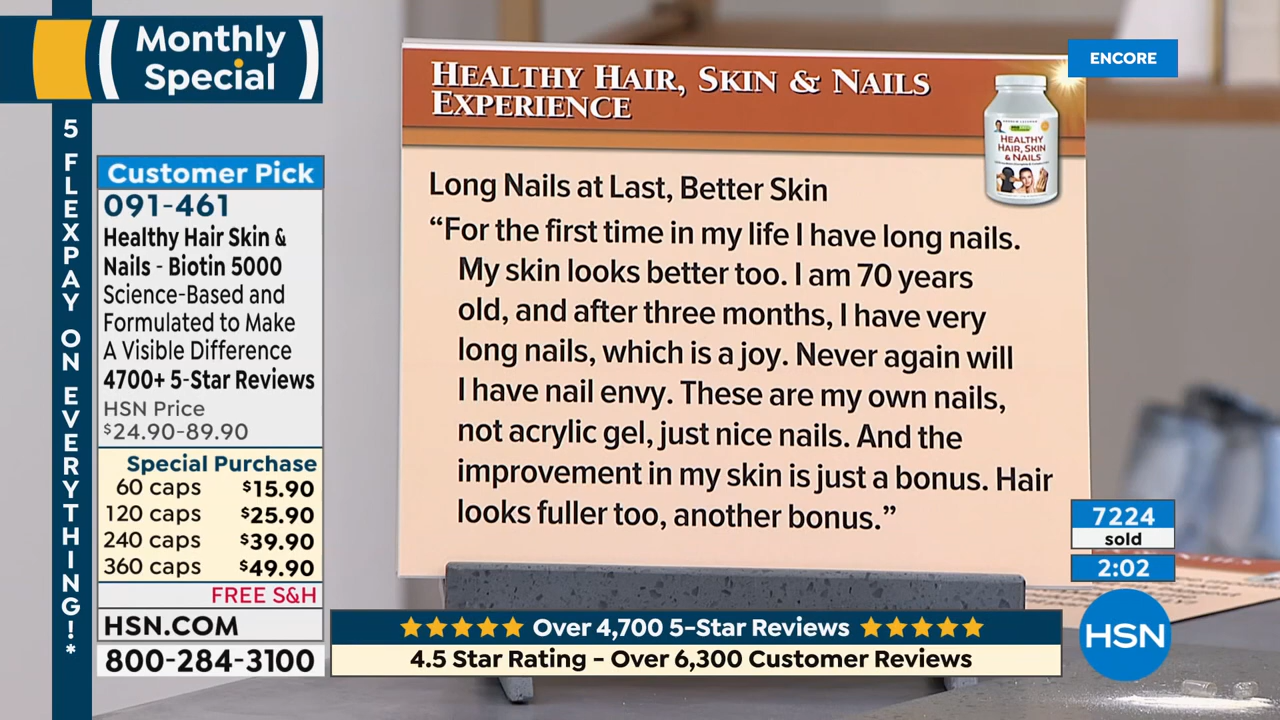 Monthly
Special
5 FLEXPAY ON EVERYTHING!*
Customer Pick
091-461
Healthy Hair Skin &
Nails - Biotin 5000
Science-Based and
Formulated to Make
A Visible Difference
4700+ 5-Star Reviews
HSN Price
$24.90-89.90
Special Purchase
60 caps $15.90
120 caps $25.90
240 caps $39.90
360 caps $49.90
FREE S&H
HSN.COM
800-284-3100
ENCORE
HEALTHY HAIR, SKIN & NAILS
EXPERIENCE
HEALTHY
HAIR, SKIN
& NAILS
Long Nails at Last, Better Skin
“For the first time in my life I have long nails.
My skin looks better too. I am 70 years
old, and after three months, I have very
long nails, which is a joy. Never again will
I have nail envy. These are my own nails,
not acrylic gel, just nice nails. And the
improvement in my skin is just a bonus. Hair
looks fuller too, another bonus.”
7224
sold
2:02
HSN
Over 4,700 5-Star Reviews
4.5 Star Rating – Over 6,300 Customer Reviews